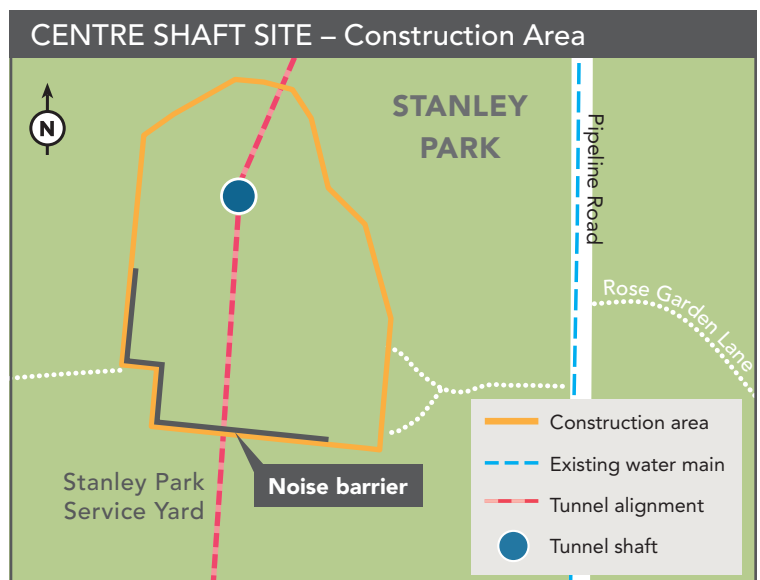 CENTRE SHAFT SITE – Construction Area
N
STANLEY
PARK
Pipeline Road
Rose Garden Lane
Stanley Park
Service Yard
Noise barrier
Construction area
Existing water main
Tunnel alignment
Tunnel shaft